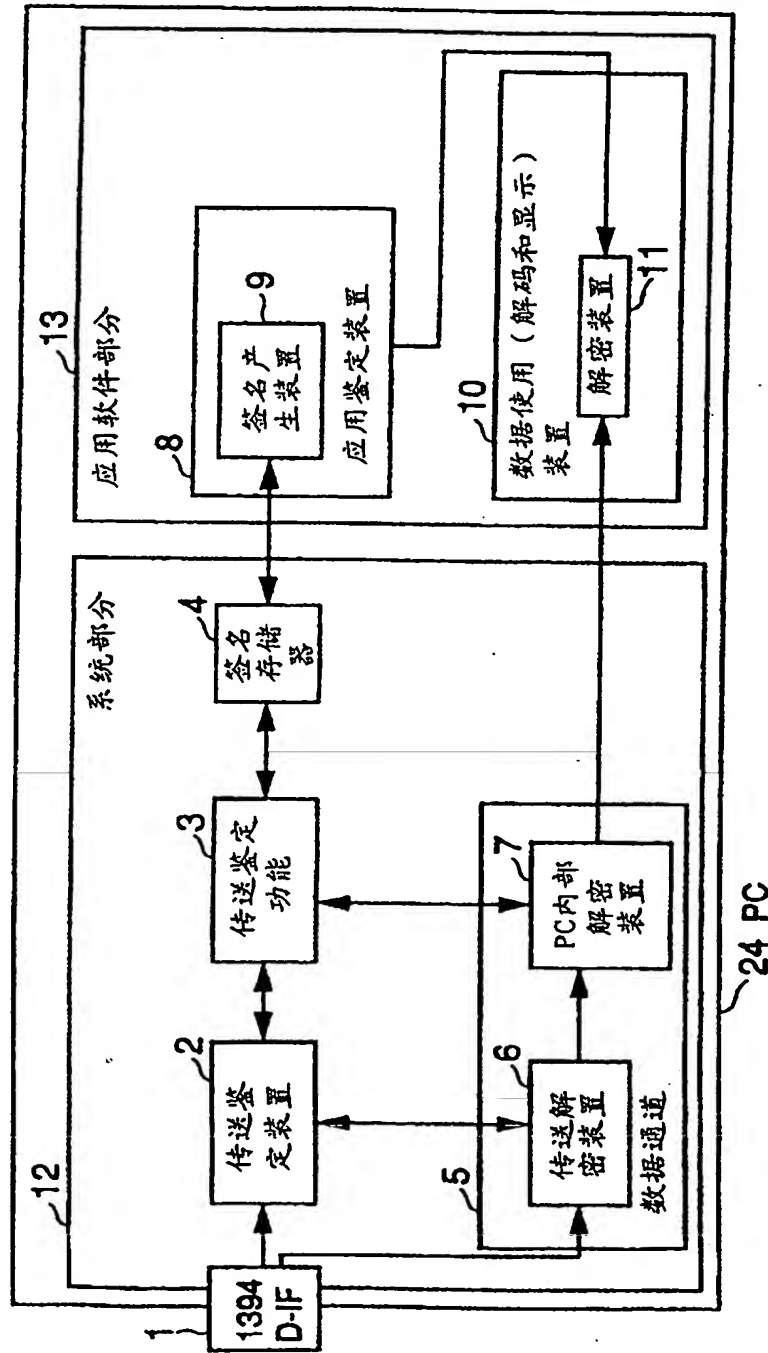 12
系统部分
1
1394
D-IF
2
传送鉴
定装置
3
传送鉴定
功能
4
签名
存储
器
5
6
传送解
密装置
数据通道
7
PC内部
解密
装置
13
应用软件部分
8
9
签名产
生装置
应用鉴定装置
10
数据使用（解码和显示）
装置
解密装置
11
24 PC